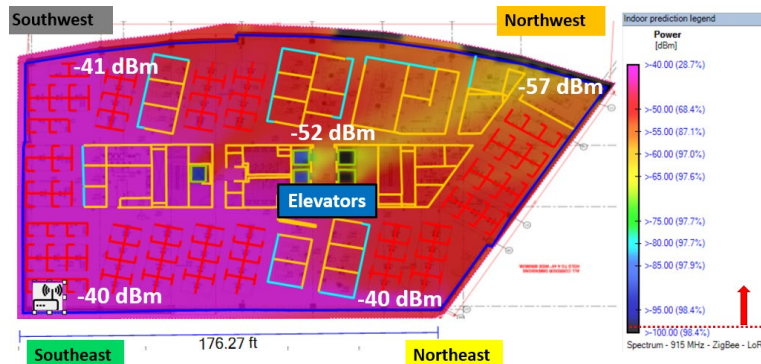 Southwest
Northwest
-41 dBm
-57 dBm
-52 dBm
Elevators
-40 dBm
-40 dBm
176.27 ft
Southeast
Northeast
Indoor prediction legend
Power
[dBm]
>-40.00 (28.7%)
>-50.00 (68.4%)
>-55.00 (87.1%)
>-60.00 (97.0%)
>-65.00 (97.6%)
>-75.00 (97.7%)
>-80.00 (97.7%)
>-85.00 (97.9%)
>-95.00 (98.4%)
>-100.00 (98.4%)
Spectrum - 915 MHz - ZigBee - LoR